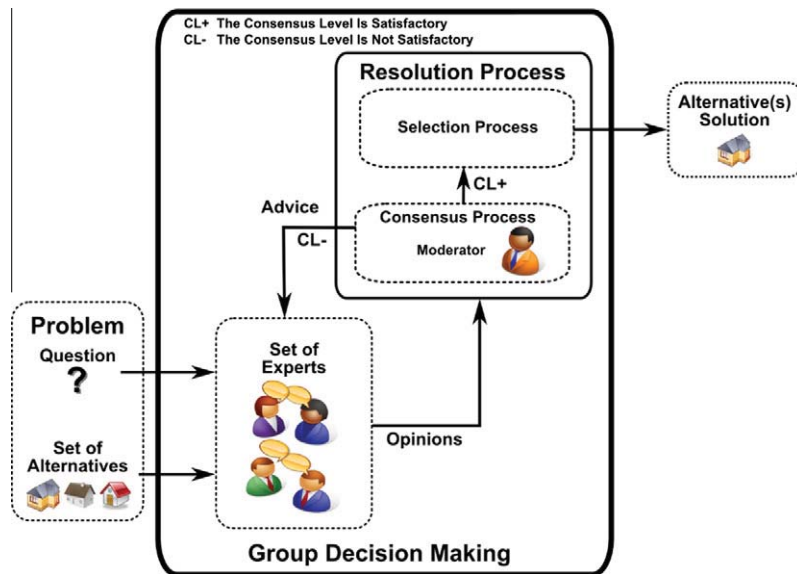 CL+ The Consensus Level Is Satisfactory
CL- The Consensus Level Is Not Satisfactory
Resolution Process
Selection Process
CL+
Consensus Process
Moderator
Alternative(s)
Solution
Advice
CL-
Problem
Question
?
Set of
Alternatives
Set of
Experts
Opinions
Group Decision Making